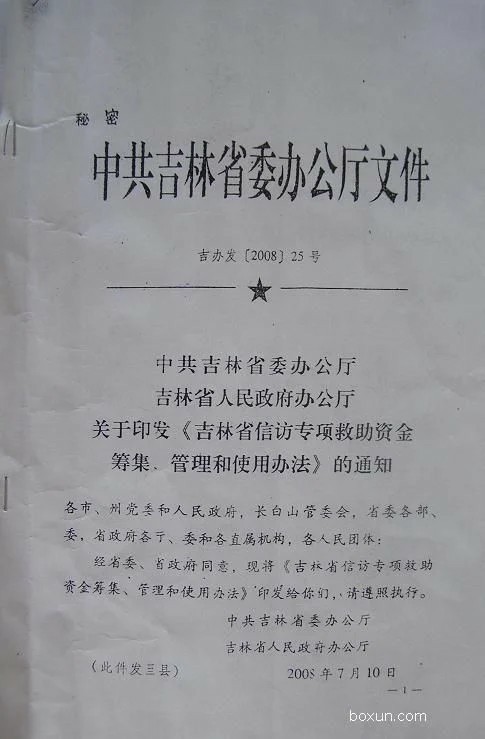 秘密
中共吉林省委办公厅文件
吉办发〔2008〕25号
中共吉林省委办公厅
吉林省人民政府办公厅
关于印发《吉林省信访专项救助资金
筹集、管理和使用办法》的通知
各市、州党委和人民政府，长白山管委会，省委各部、
委，省政府各厅、委和各直属机构，各人民团体：
经省委、省政府同意，现将《吉林省信访专项救助
资金筹集、管理和使用办法》印发给你们，请遵照执行。
中共吉林省委办公厅
吉林省人民政府办公厅
2008年7月10日
（此件发至县）
—1—
boxun.com